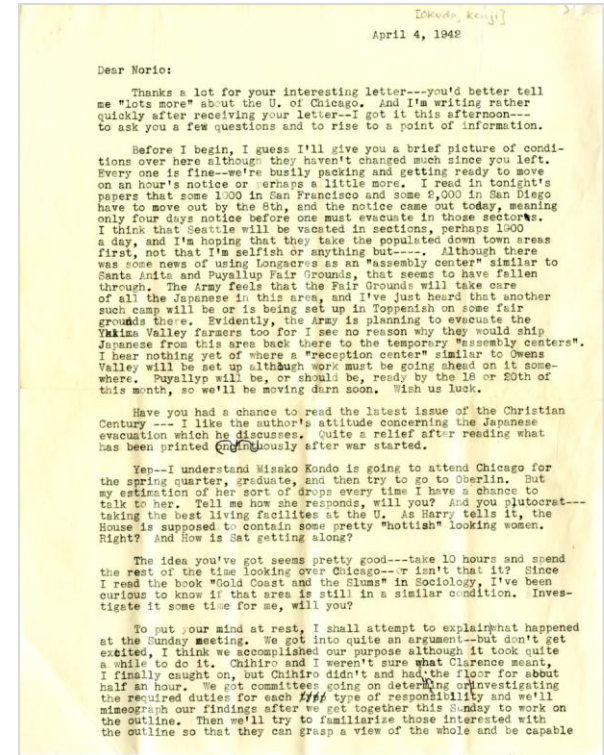 [Okuda, Kenji]
April 4, 1942
Dear Norio:
Thanks a lot for your interesting letter---you'd better tell
me "lots more" about the U. of Chicago. And I'm writing rather
quickly after receiving your letter--I got it this afternoon---
to ask you a few questions and to rise to a point of information.
Before I begin, I guess I'll give you a brief picture of condi-
tions over here although they haven't changed much since you left.
Every one is fine--we're busily packing and getting ready to move
on an hour's notice or perhaps a little more. I read in tonight's
papers that some 1000 in San Francisco and some 2,000 in San Diego
have to move out by the 8th, and the notice came out today, meaning
only four days notice before one must evacuate in those sectors.
I think that Seattle will be vacated in sections, perhaps 1000
a day, and I'm hoping that they take the populated down town areas
first, not that I'm selfish or anything but----. Although there
was some news of using Longacres as an "assembly center" similar to
Santa Anita and Puyallup Fair Grounds, that seems to have fallen
through. The Army feels that the Fair Grounds will take care
of all the Japanese in this area, and I've just heard that another
such camp will be or is being set up in Toppenish on some fair
grounds there. Evidently, the Army is planning to evacuate the
Yakima Valley farmers too for I see no reason why they would ship
Japanese from this area back there to the temporary "assembly centers".
I hear nothing yet of where a "reception center" similar to Owens
Valley will be set up although work must be going ahead on it some-
where. Puyallyp will be, or should be, ready by the 18 or 20th of
this month, so we'll be moving darn soon. Wish us luck.
Have you had a chance to read the latest issue of the Christian
Century --- I like the author's attitude concerning the Japanese
evacuation which he discusses. Quite a relief after reading what
has been printed after war started.
Yep--I understand Misako Kondo is going to attend Chicago for
the spring quarter, graduate, and then try to go to Oberlin. But
my estimation of her sort of drops every time I have a chance to
talk to her. Tell me how she responds, will you? And you plutocrat---
taking the best living facilites at the U. As Harry tells it, the
House is supposed to contain some pretty "hottish" looking women.
Right? And How is Sat getting along?
The idea you've got seems pretty good---take 10 hours and spend
the rest of the time looking over Chicago--or isn't that it? Since
I read the book "Gold Coast and the Slums" in Sociology, I've been
curious to know if that area is still in a similar condition. Inves-
tigate it some time for me, will you?
To put your mind at rest, I shall attempt to explain what happened
at the Sunday meeting. We got into quite an argument--but don't get
excited, I think we accomplished our purpose although it took quite
a while to do it. Chihiro and I weren't sure what Clarence meant,
I finally caught on, but Chihiro didn't and had the floor for about
half an hour. We got committees going on determing or investigating
the required duties for each type of responsibility and we'll
mimeograph our findings after we get together this Sunday to work on
the outline. Then we'll try to familiarize those interested with
the outline so that they can grasp a view of the whole and be capable